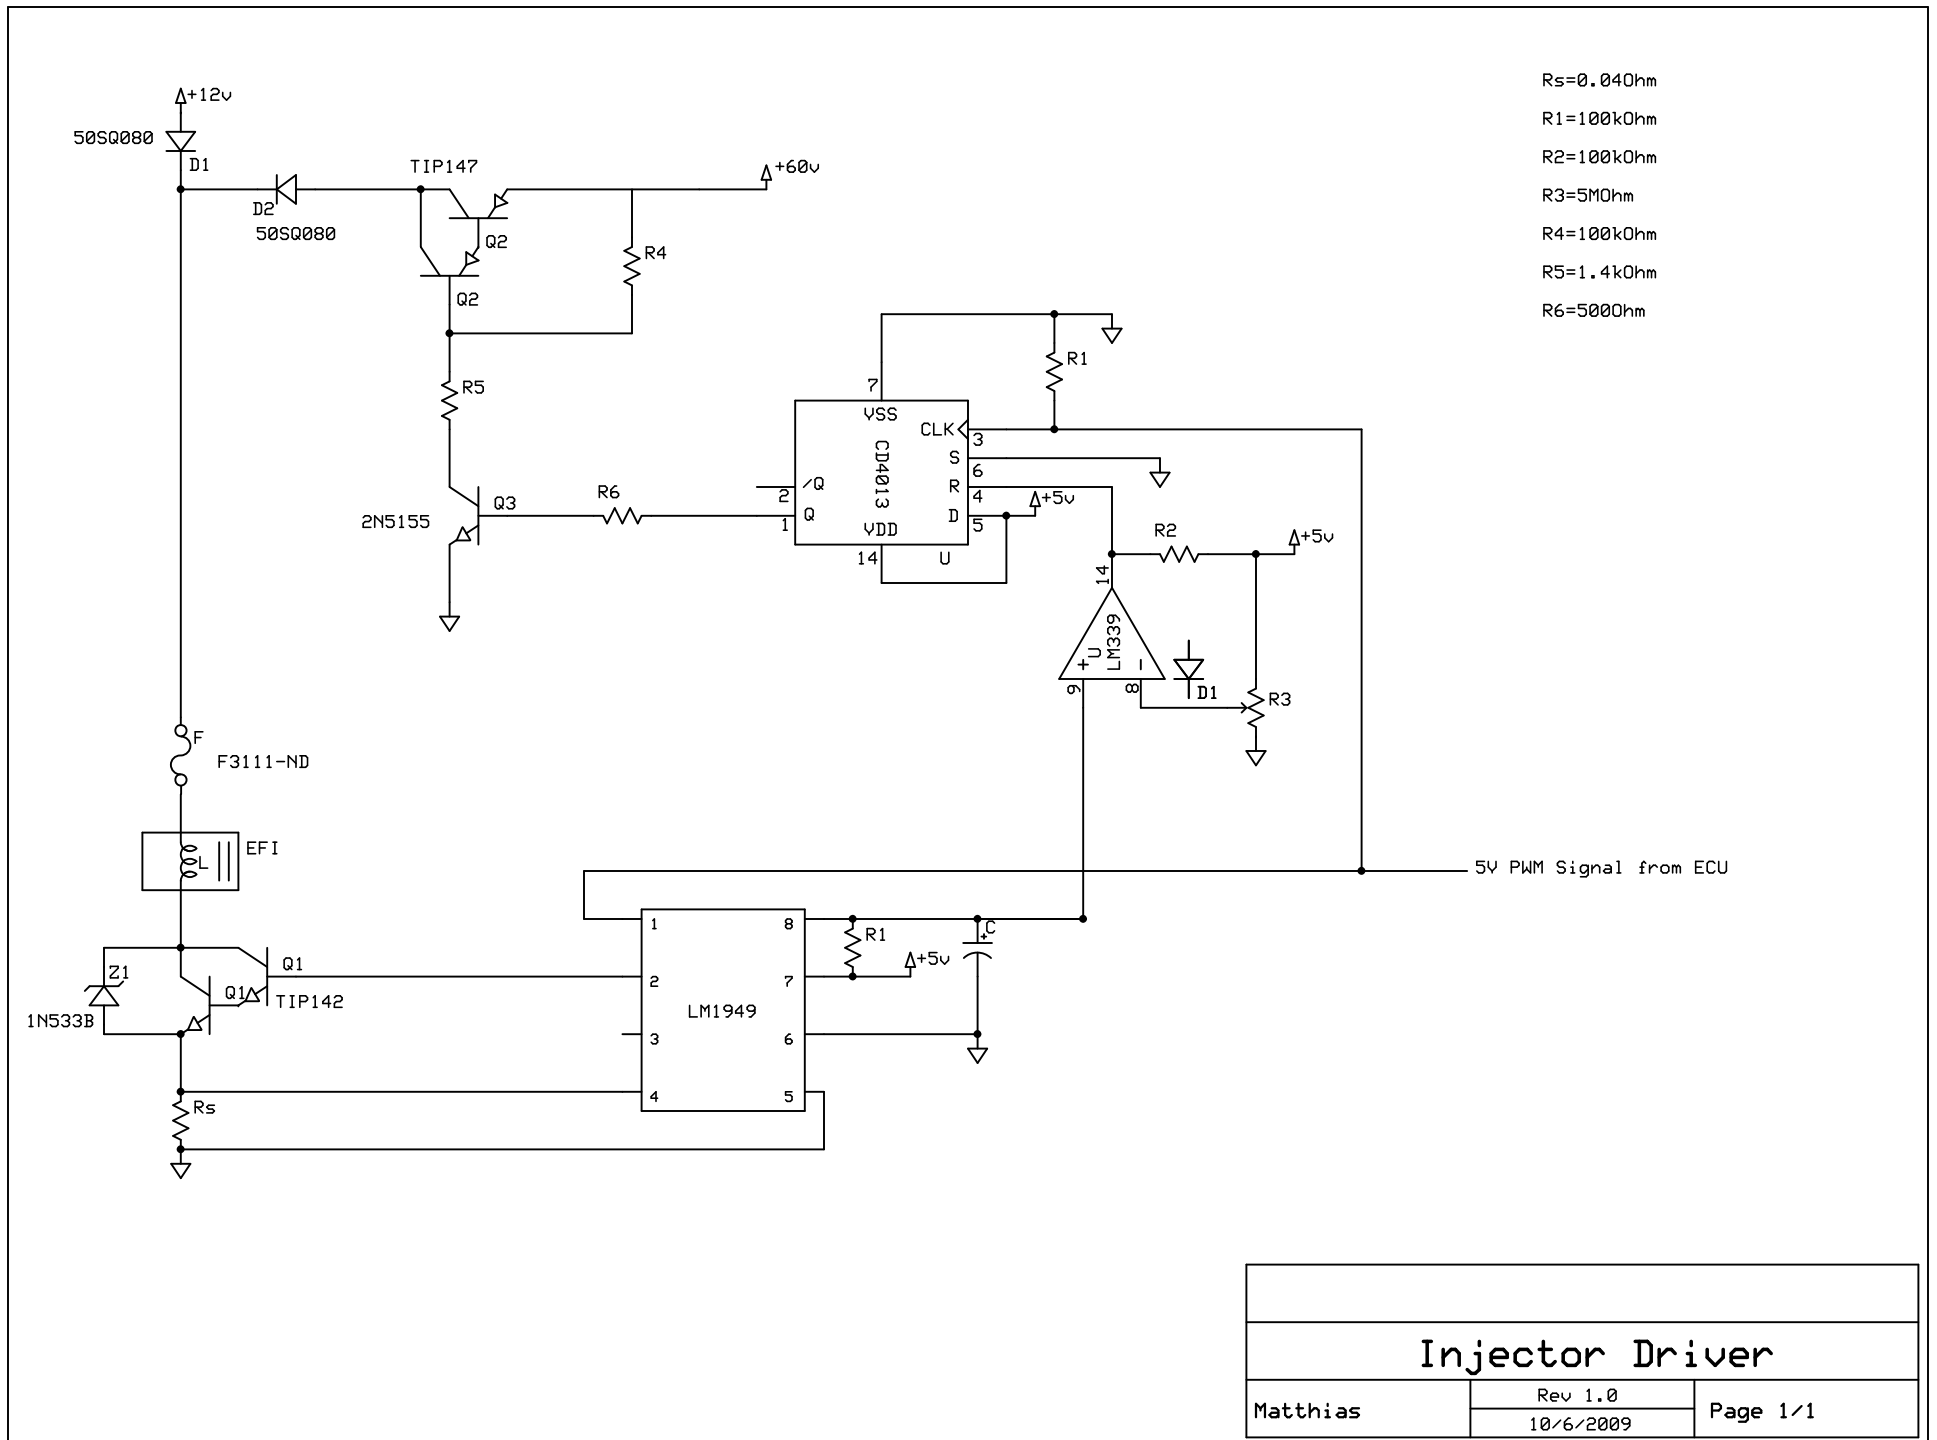 +12v
50SQ080
D1
TIP147
+60v
D2
50SQ080
Q2
R4
Q2
Rs=0.04Ohm
R1=100kOhm
R2=100kOhm
R3=5MOhm
R4=100kOhm
R5=1.4kOhm
R6=500Ohm
R5
R1
7
VSS
CLK
3
S
6
CD4013
/Q
2
R
4
+5v
Q
1
D
5
VDD
14
U
R6
Q3
2N5155
R2
+5v
14
LM339
U
+
-
9
8
D1
R3
F
F3111-ND
EFI
L
5V PWM Signal from ECU
1
8
R1
C
+
+5v
2
7
LM1949
3
6
4
5
Z1
Q1
Q1
TIP142
1N533B
Rs
Injector Driver
Matthias
Rev 1.0
10/6/2009
Page 1/1